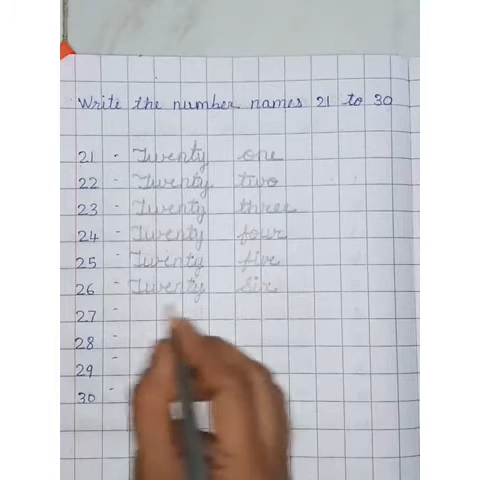 Write the number names 21 to 30
21 - Twenty one
22 - Twenty two
23 - Twenty three
24 - Twenty four
25 - Twenty five
26 - Twenty six
27 -
28 -
29 -
30 -